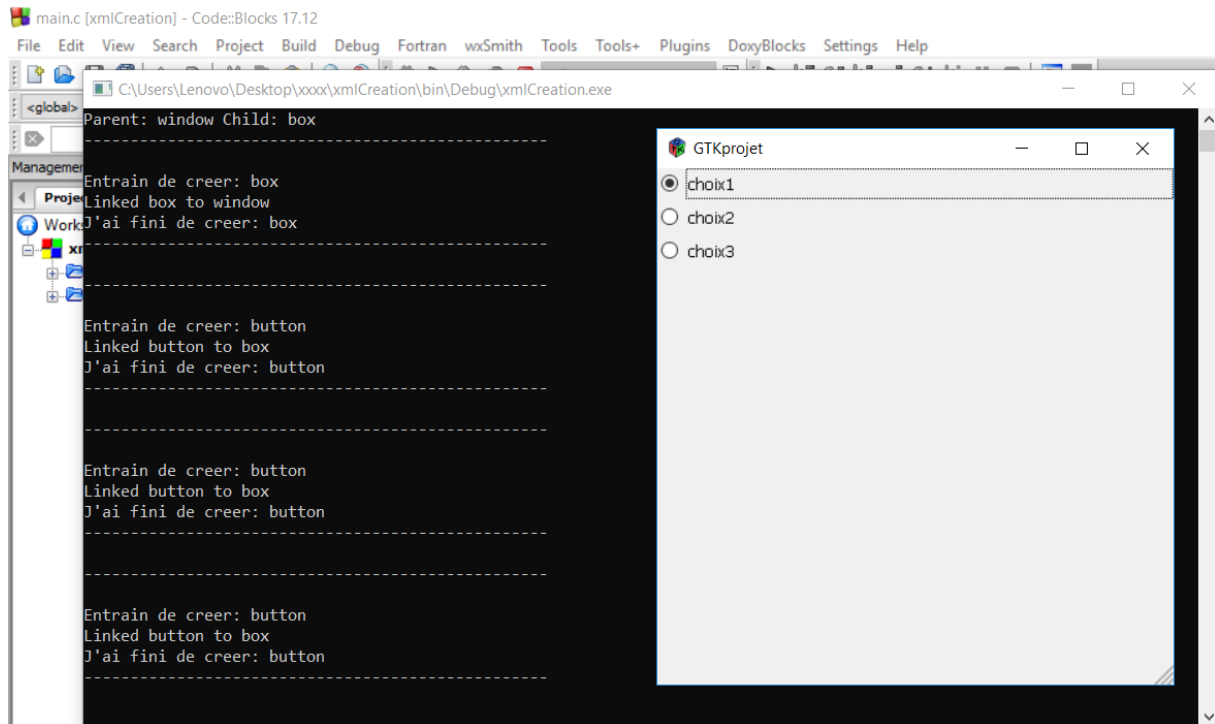 main.c [xmlCreation] - Code::Blocks 17.12
File Edit View Search Project Build Debug Fortran wxSmith Tools Tools+ Plugins DoxyBlocks Settings Help
C:\Users\Lenovo\Desktop\xxxx\xmlCreation\bin\Debug\xmlCreation.exe
<global>
Parent: window Child: box
--------------------------------------------------
GTKprojet
choix1
choix2
choix3
Entrain de creer: box
Linked box to window
J'ai fini de creer: box
--------------------------------------------------
--------------------------------------------------
Entrain de creer: button
Linked button to box
J'ai fini de creer: button
--------------------------------------------------
--------------------------------------------------
Entrain de creer: button
Linked button to box
J'ai fini de creer: button
--------------------------------------------------
--------------------------------------------------
Entrain de creer: button
Linked button to box
J'ai fini de creer: button
--------------------------------------------------